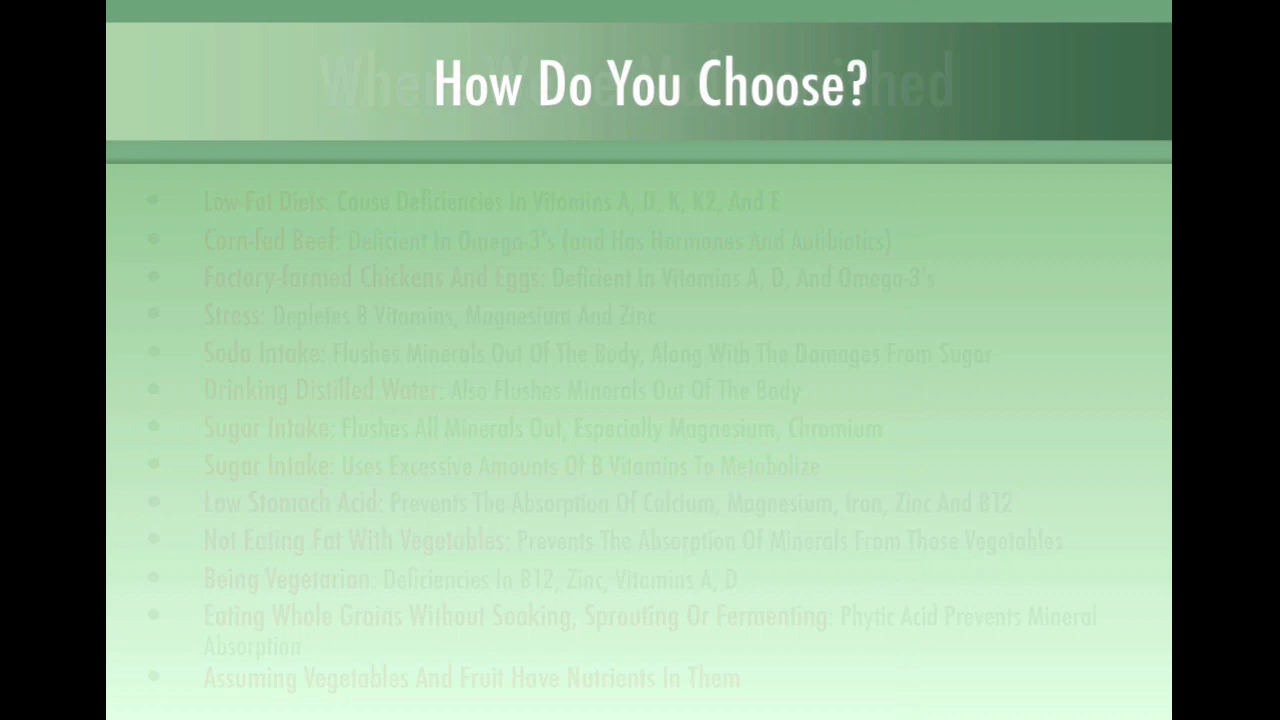 How Do You Choose?
• Low-Fat Diets: Cause Deficiencies In Vitamins A, D, K, K2, And E
• Corn-fed Beef: Deficient In Omega-3's (and Has Hormones And Antibiotics)
• Factory-farmed Chickens And Eggs: Deficient In Vitamins A, D, And Omega-3's
• Stress: Depletes B Vitamins, Magnesium And Zinc
• Soda Intake: Flushes Minerals Out Of The Body, Along With The Damages From Sugar
• Drinking Distilled Water: Also Flushes Minerals Out Of The Body
• Sugar Intake: Flushes All Minerals Out, Especially Magnesium, Chromium
• Sugar Intake: Uses Excessive Amounts Of B Vitamins To Metabolize
• Low Stomach Acid: Prevents The Absorption Of Calcium, Magnesium, Iron, Zinc And B12
• Not Eating Fat With Vegetables: Prevents The Absorption Of Minerals From Those Vegetables
• Being Vegetarian: Deficiencies In B12, Zinc, Vitamins A, D
• Eating Whole Grains Without Soaking, Sprouting Or Fermenting: Phytic Acid Prevents Mineral
Absorption
• Assuming Vegetables And Fruit Have Nutrients In Them